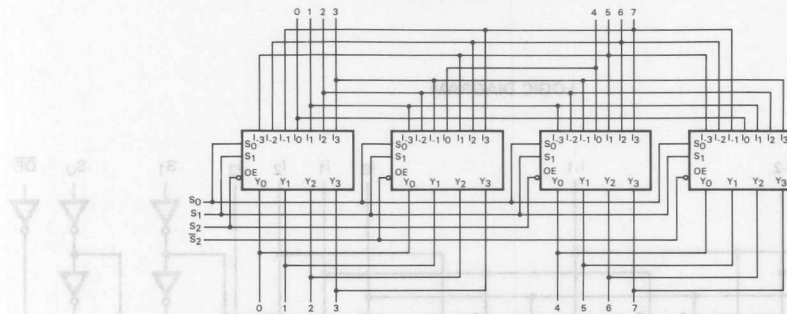 0 1 2 3 4 5 6 7
I-3 I-2 I-1 I0 I1 I2 I3 I-3 I-2 I-1 I0 I1 I2 I3 I-3 I-2 I-1 I0 I1 I2 I3 I-3 I-2 I-1 I0 I1 I2 I3
S0 S0 S0 S0
S1 S1 S1 S1
OE OE OE OE
Y0 Y1 Y2 Y3 Y0 Y1 Y2 Y3 Y0 Y1 Y2 Y3 Y0 Y1 Y2 Y3
S0
S1
S2
S̅2
0 1 2 3 4 5 6 7